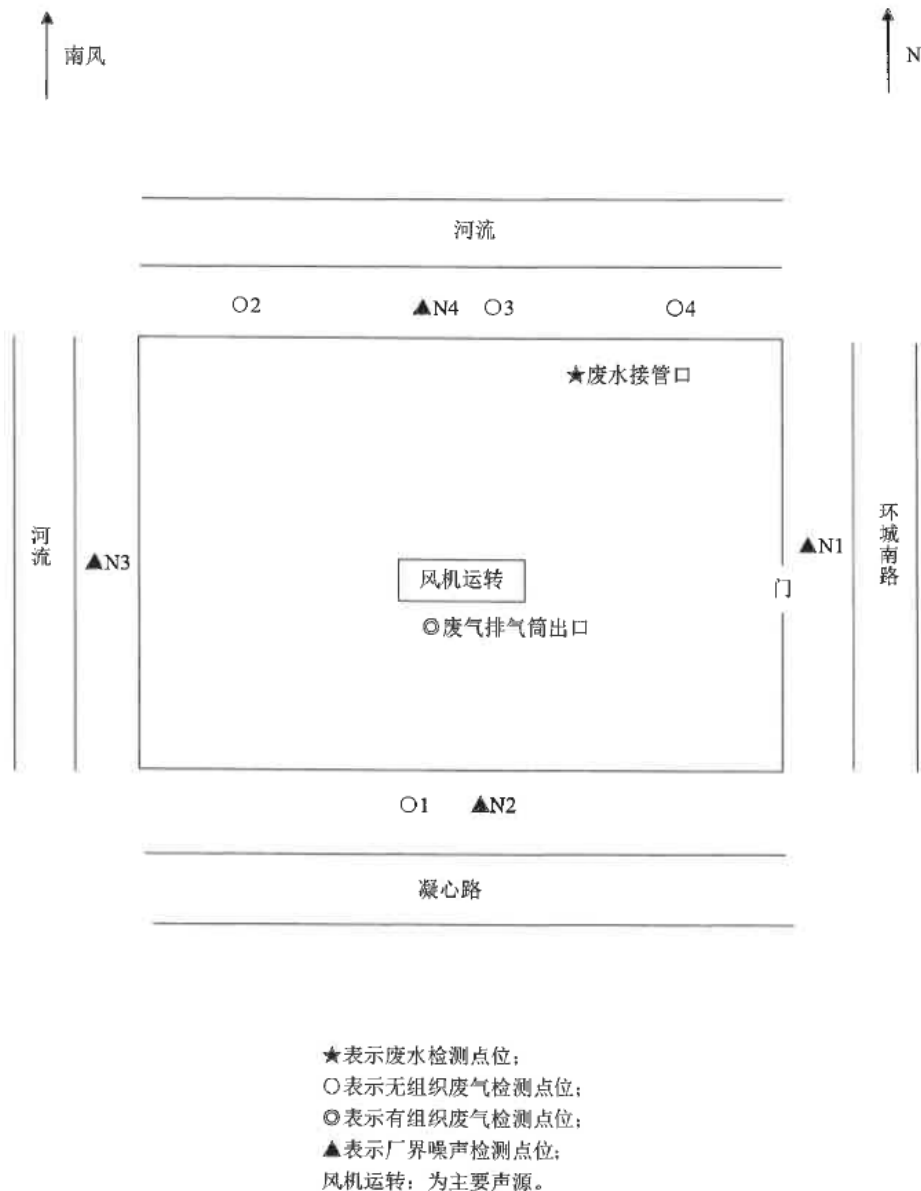 南风
N
河流
○2
▲N4
○3
○4
★废水接管口
河流
▲N3
风机运转
◎废气排气筒出口
▲N1
门
环城南路
○1
▲N2
凝心路
★表示废水检测点位;
○表示无组织废气检测点位;
◎表示有组织废气检测点位;
▲表示厂界噪声检测点位;
风机运转：为主要声源。